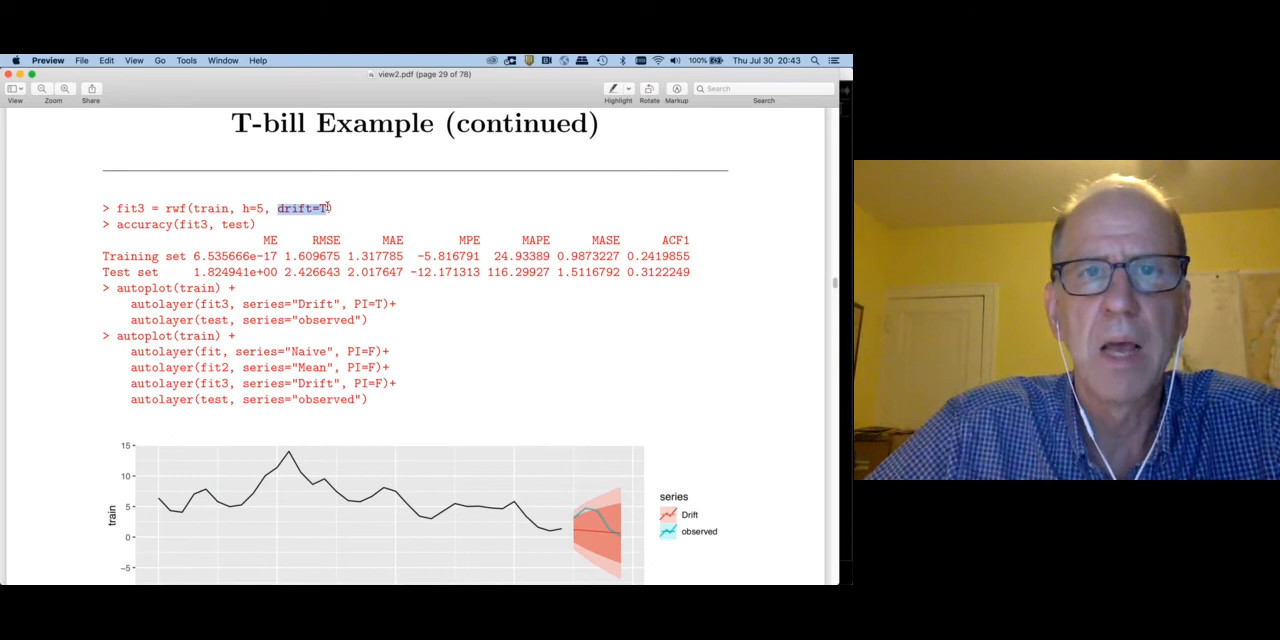 Preview File Edit View Go Tools Window Help 100% Thu Jul 30 20:43
view2.pdf (page 29 of 78)
View Zoom Share Highlight Rotate Markup Search
Search
T-bill Example (continued)
> fit3 = rwf(train, h=5, drift=T)
> accuracy(fit3, test)
ME RMSE MAE MPE MAPE MASE ACF1
Training set 6.535666e-17 1.609675 1.317785 -5.816791 24.93389 0.9873227 0.2419855
Test set 1.824941e+00 2.426643 2.017647 -12.171313 116.29927 1.5116792 0.3122249
> autoplot(train) +
autolayer(fit3, series="Drift", PI=T)+
autolayer(test, series="observed")
> autoplot(train) +
autolayer(fit, series="Naive", PI=F)+
autolayer(fit2, series="Mean", PI=F)+
autolayer(fit3, series="Drift", PI=F)+
autolayer(test, series="observed")
15
10
5
0
-5
train
series
Drift
observed